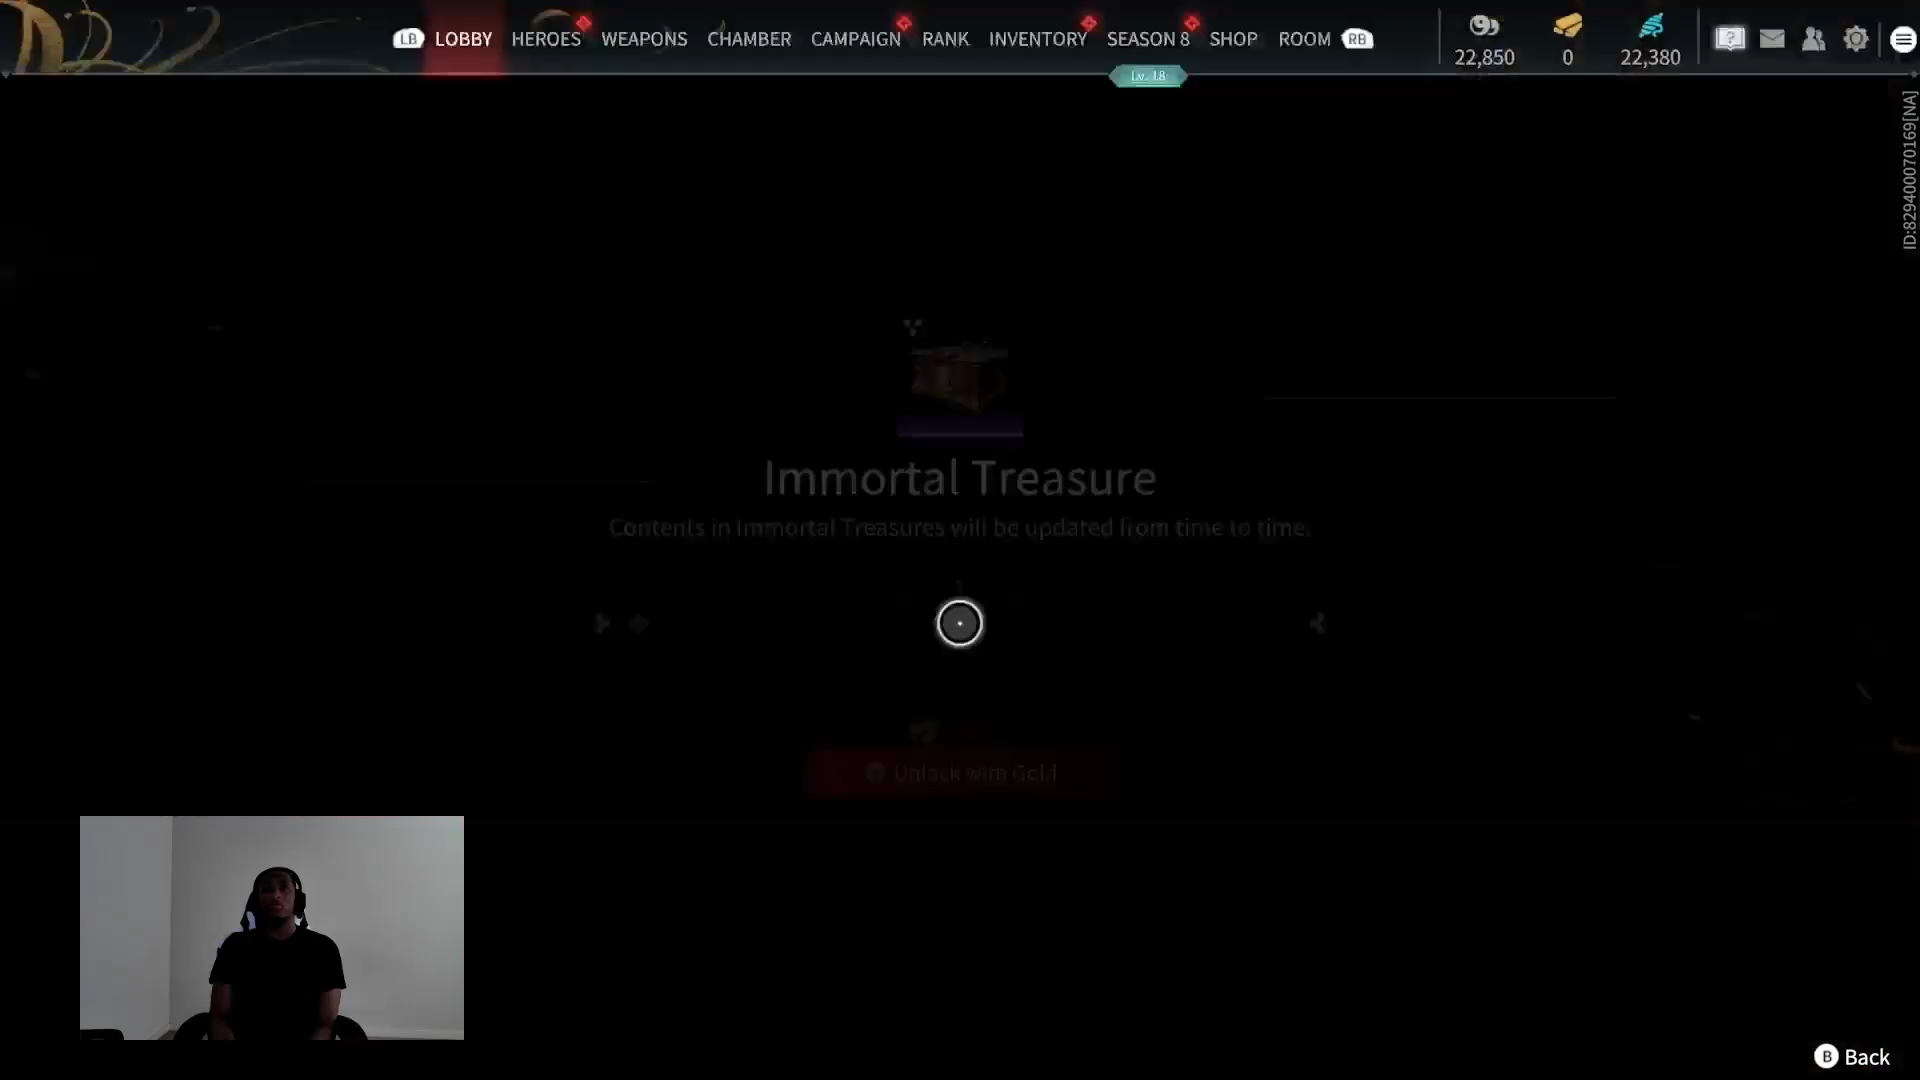 LB LOBBY HEROES WEAPONS CHAMBER CAMPAIGN RANK INVENTORY SEASON 8 SHOP ROOM RB
22,850 0 22,380
Lv. 18
ID:829400070169[NA]
Immortal Treasure
Contents in Immortal Treasures will be updated from time to time.
1
Unlock with Gold
B Back